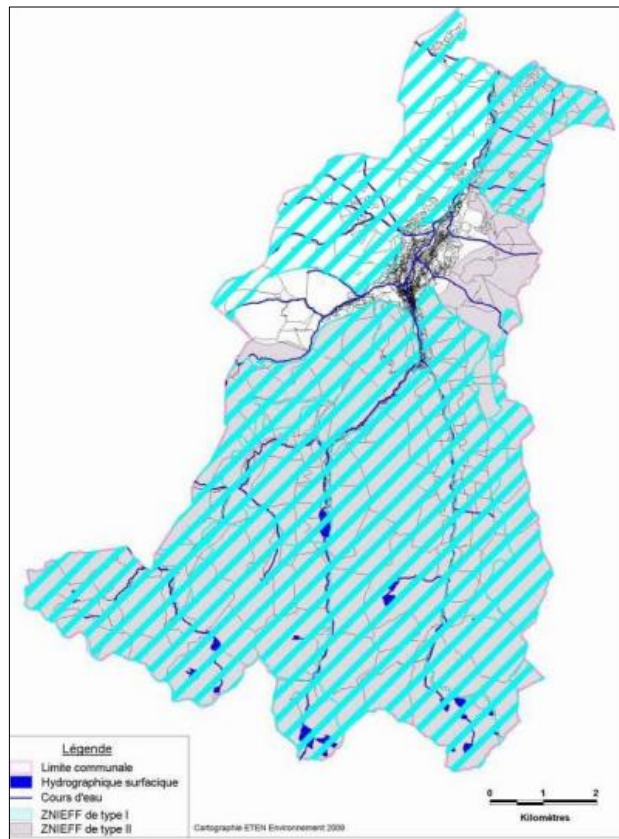 Légende
Limite communale
Hydrographique surfacique
Cours d'eau
ZNIEFF de type I
ZNIEFF de type II
Cartographie ETEN Environnement 2009
0 1 2
Kilomètres